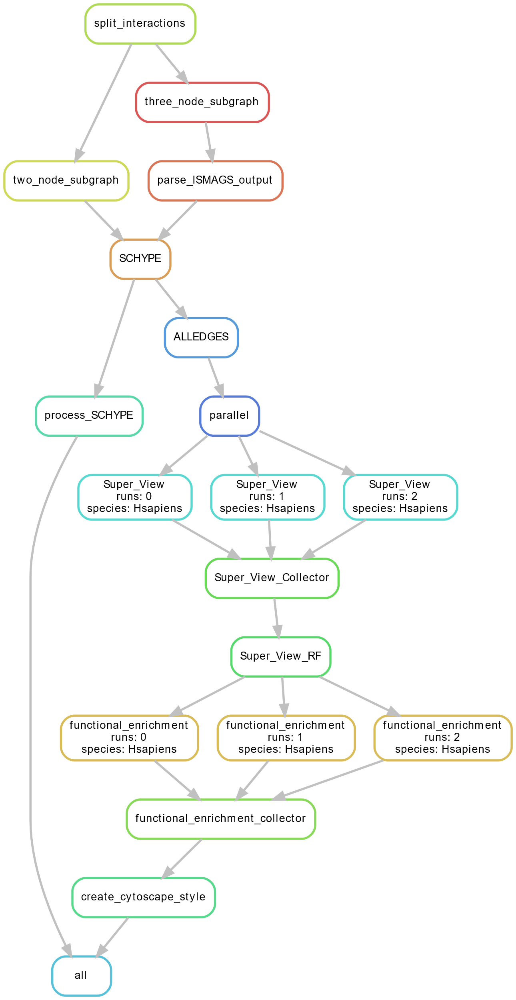 split_interactions
three_node_subgraph
two_node_subgraph
parse_ISMAGS_output
SCHYPE
ALLEDGES
process_SCHYPE
parallel
Super_View
runs: 0
species: Hsapiens
Super_View
runs: 1
species: Hsapiens
Super_View
runs: 2
species: Hsapiens
Super_View_Collector
Super_View_RF
functional_enrichment
runs: 0
species: Hsapiens
functional_enrichment
runs: 1
species: Hsapiens
functional_enrichment
runs: 2
species: Hsapiens
functional_enrichment_collector
create_cytoscape_style
all